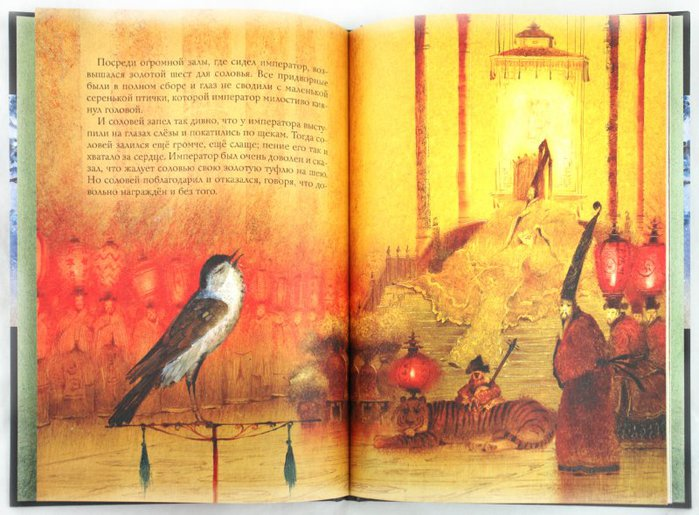 Посреди огромной залы, где сидел император, воз-
вышался золотой шест для соловья. Все придворные
были в полном сборе и глаз не сводили с маленькой
серенькой птички, которой император милостиво кив-
нул головой.
И соловей запел так дивно, что у императора высту-
пили на глазах слёзы и покатились по щекам. Тогда со-
ловей залился ещё громче, ещё слаще; пение его так и
хватало за сердце. Император был очень доволен и ска-
зал, что жалует соловью свою золотую туфлю на шею.
Но соловей поблагодарил и отказался, говоря, что до-
вольно награждён и без того.